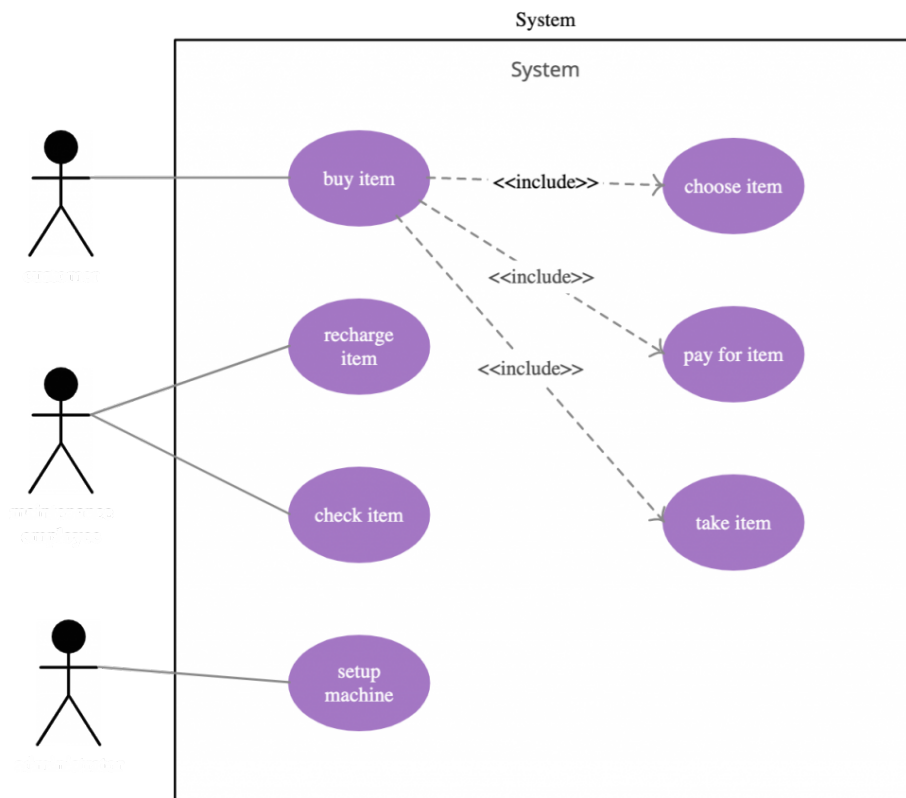 System
System
buy item
<<include>>
choose item
<<include>>
recharge
item
pay for item
<<include>>
check item
take item
setup
machine